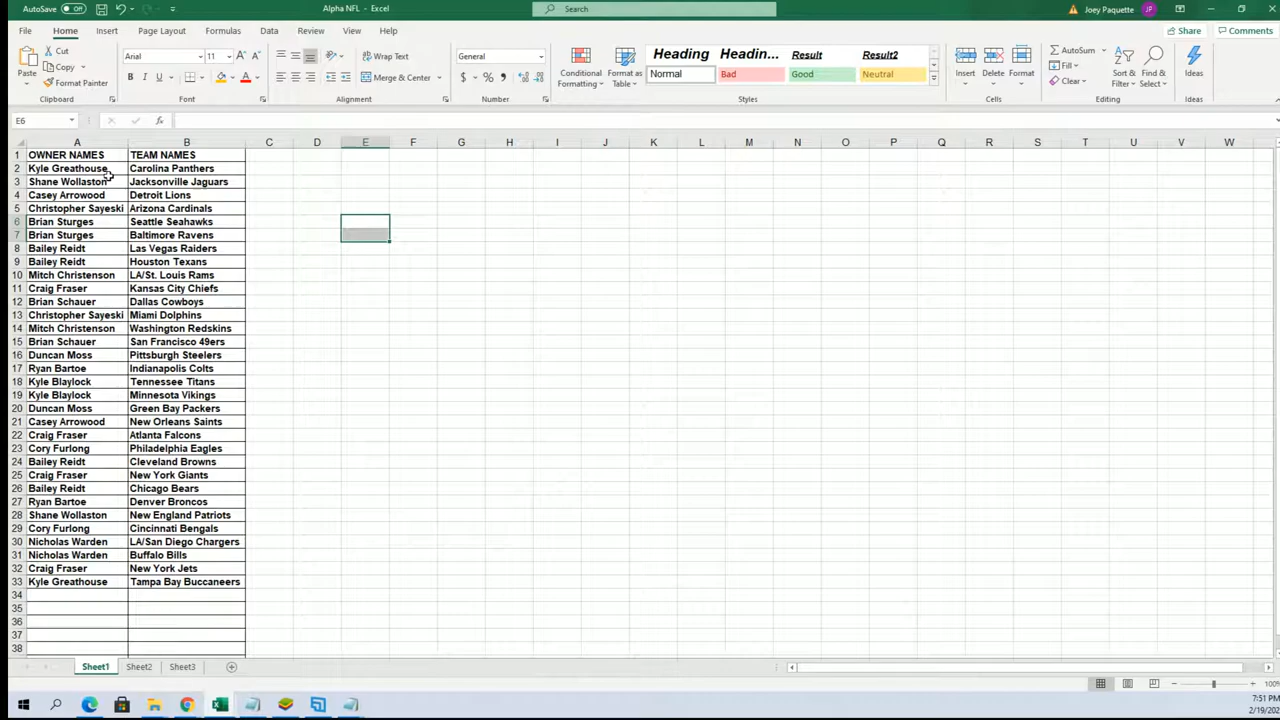 AutoSave Off Alpha NFL - Excel Search Joey Paquette JP
File Home Insert Page Layout Formulas Data Review View Help Share Comments
Paste Cut Copy Format Painter Clipboard
Arial 11 B I U Font
Wrap Text Merge & Center Alignment
General $ % , Number
Conditional Formatting Format as Table Heading Headin... Result Result2 Normal Bad Good Neutral Styles
Insert Delete Format Cells
AutoSum Fill Clear Sort & Filter Find & Select Editing
Ideas Ideas
E6 fx
A B C D E F G H I J K L M N O P Q R S T U V W
1 OWNER NAMES TEAM NAMES
2 Kyle Greathouse Carolina Panthers
3 Shane Wollaston Jacksonville Jaguars
4 Casey Arrowood Detroit Lions
5 Christopher Sayeski Arizona Cardinals
6 Brian Sturges Seattle Seahawks
7 Brian Sturges Baltimore Ravens
8 Bailey Reidt Las Vegas Raiders
9 Bailey Reidt Houston Texans
10 Mitch Christenson LA/St. Louis Rams
11 Craig Fraser Kansas City Chiefs
12 Brian Schauer Dallas Cowboys
13 Christopher Sayeski Miami Dolphins
14 Mitch Christenson Washington Redskins
15 Brian Schauer San Francisco 49ers
16 Duncan Moss Pittsburgh Steelers
17 Ryan Bartoe Indianapolis Colts
18 Kyle Blaylock Tennessee Titans
19 Kyle Blaylock Minnesota Vikings
20 Duncan Moss Green Bay Packers
21 Casey Arrowood New Orleans Saints
22 Craig Fraser Atlanta Falcons
23 Cory Furlong Philadelphia Eagles
24 Bailey Reidt Cleveland Browns
25 Craig Fraser New York Giants
26 Bailey Reidt Chicago Bears
27 Ryan Bartoe Denver Broncos
28 Shane Wollaston New England Patriots
29 Cory Furlong Cincinnati Bengals
30 Nicholas Warden LA/San Diego Chargers
31 Nicholas Warden Buffalo Bills
32 Craig Fraser New York Jets
33 Kyle Greathouse Tampa Bay Buccaneers
34
35
36
37
38
Sheet1 Sheet2 Sheet3
100%
7:51 PM
2/19/202